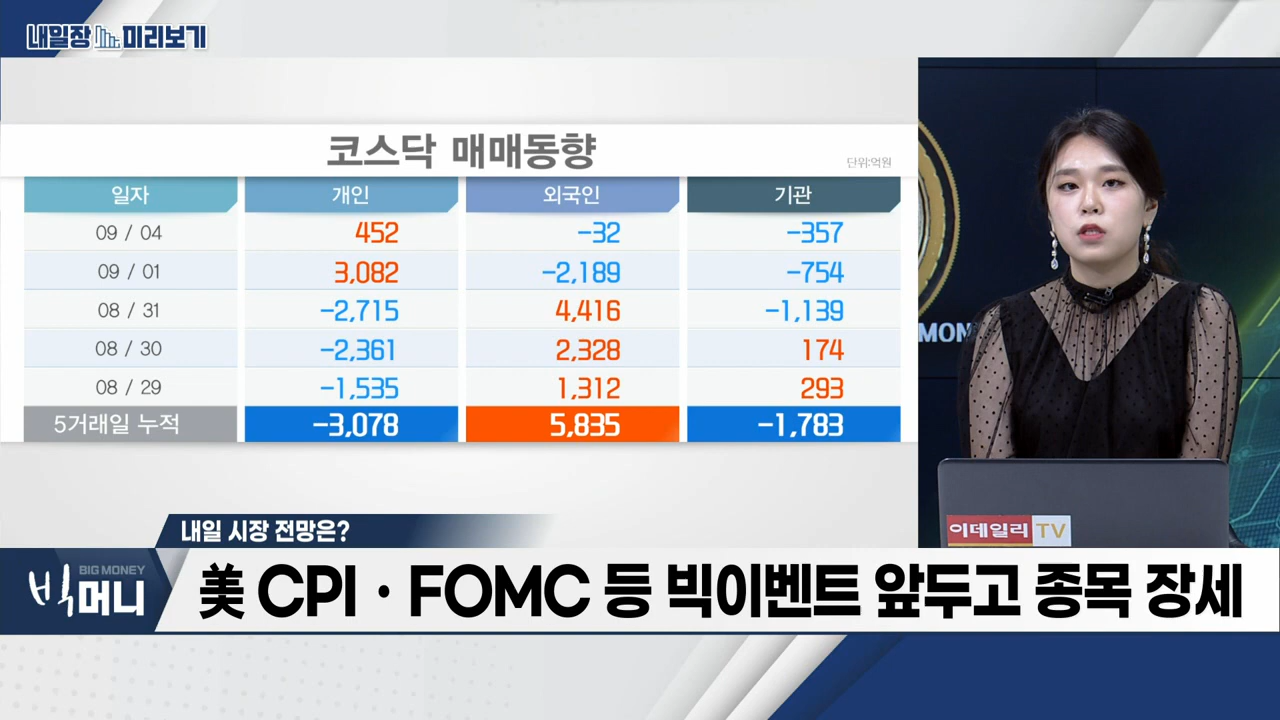 내일장 미리보기
코스닥 매매동향
단위:억원
일자 개인 외국인 기관
09 / 04 452 -32 -357
09 / 01 3,082 -2,189 -754
08 / 31 -2,715 4,416 -1,139
08 / 30 -2,361 2,328 174
08 / 29 -1,535 1,312 293
5거래일 누적 -3,078 5,835 -1,783
MON
이데일리 TV
내일 시장 전망은?
BIG MONEY
빅머니
美 CPI · FOMC 등 빅이벤트 앞두고 종목 장세